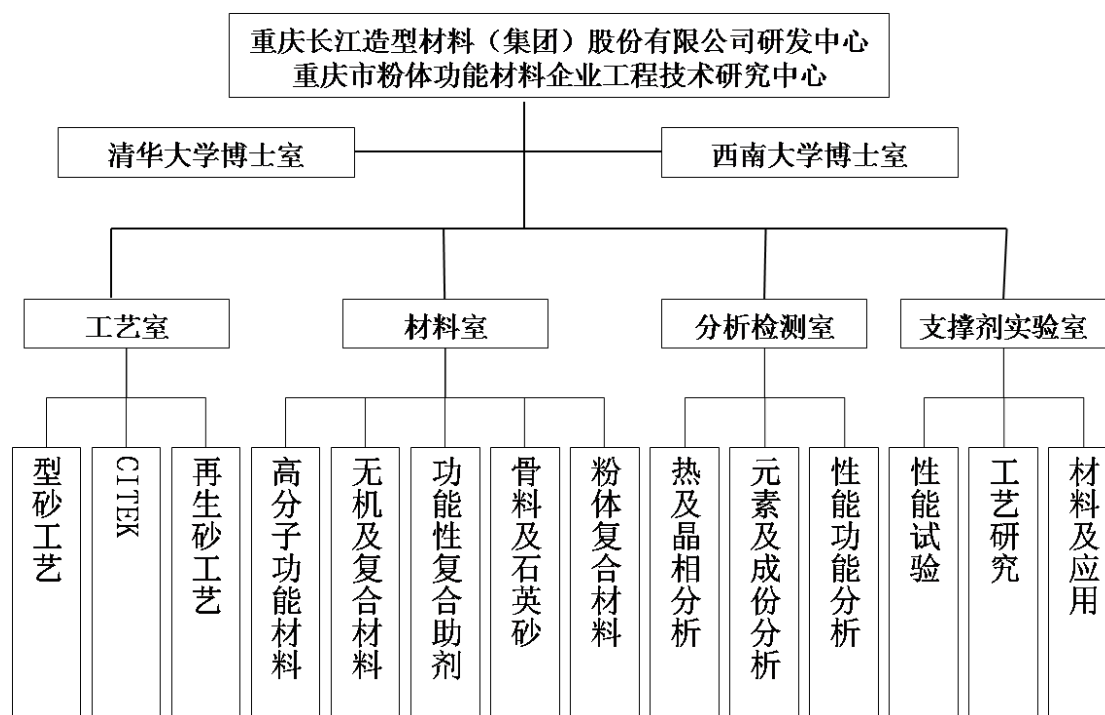 重庆长江造型材料（集团）股份有限公司研发中心
重庆市粉体功能材料企业工程技术研究中心
清华大学博士室
西南大学博士室
工艺室
材料室
分析检测室
支撑剂实验室
型砂工艺
CITEK
再生砂工艺
高分子功能材料
无机及复合材料
功能性复合助剂
骨料及石英砂
粉体复合材料
热及晶相分析
元素及成份分析
性能功能分析
性能试验
工艺研究
材料及应用